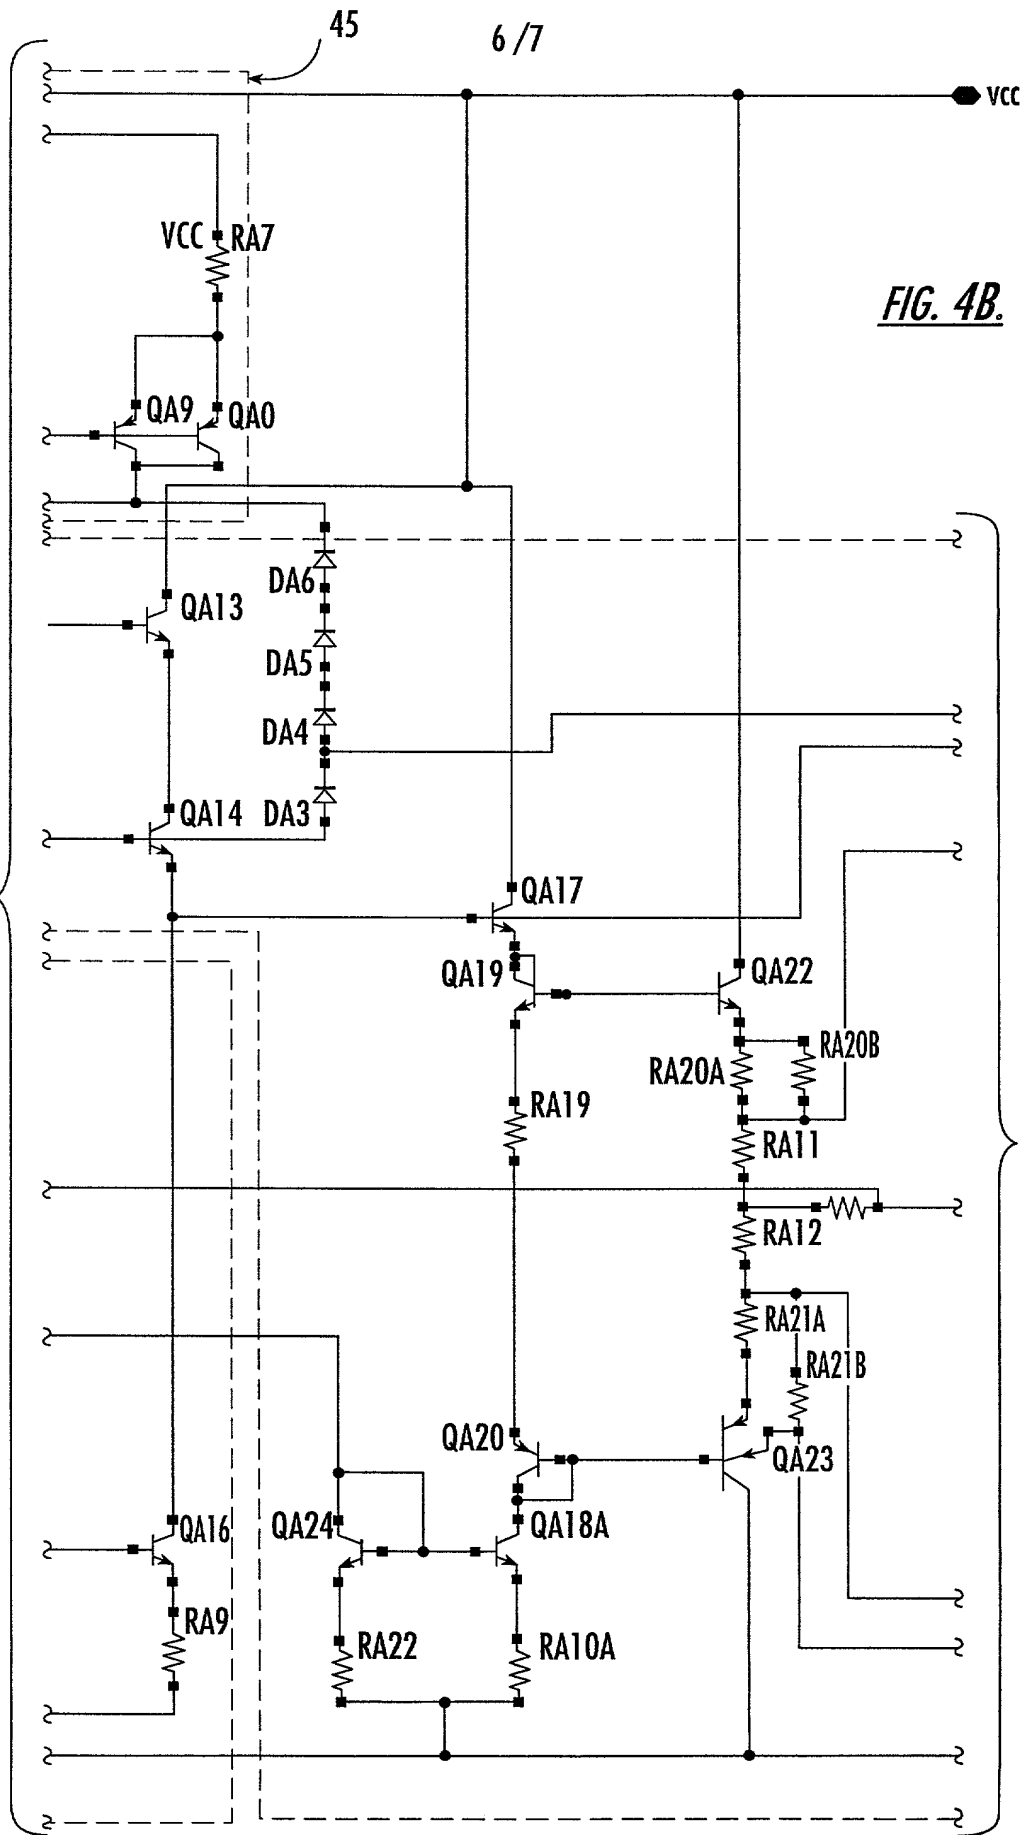 45
6/7
VCC
VCC RA7
FIG. 4B.
QA9 QA0
DA6
QA13
DA5
DA4
QA14 DA3
QA17
QA19 QA22
RA20A RA20B
RA19
RA11
RA12
RA21A
RA21B
QA20
QA23
QA16 QA24 QA18A
RA9
RA22 RA10A